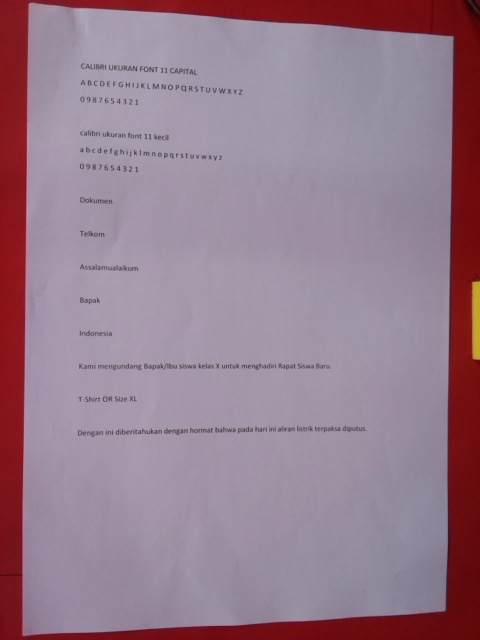 CALIBRI UKURAN FONT 11 CAPITAL
A B C D E F G H I J K L M N O P Q R S T U V W X Y Z
0 9 8 7 6 5 4 3 2 1
calibri ukuran font 11 kecil
a b c d e f g h i j k l m n o p q r s t u v w x y z
0 9 8 7 6 5 4 3 2 1
Dokumen
Telkom
Assalamualaikum
Bapak
Indonesia
Kami mengundang Bapak/Ibu siswa kelas X untuk menghadiri Rapat Siswa Baru
T-Shirt OR Size XL
Dengan ini diberitahukan dengan hormat bahwa pada hari ini aliran listrik terpaksa diputus.